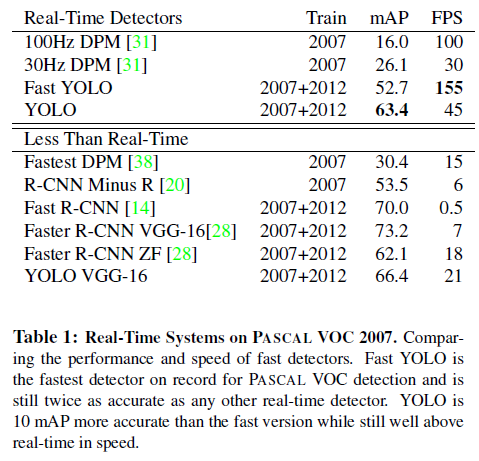 Real-Time Detectors Train mAP FPS
100Hz DPM [31] 2007 16.0 100
30Hz DPM [31] 2007 26.1 30
Fast YOLO 2007+2012 52.7 155
YOLO 2007+2012 63.4 45
Less Than Real-Time
Fastest DPM [38] 2007 30.4 15
R-CNN Minus R [20] 2007 53.5 6
Fast R-CNN [14] 2007+2012 70.0 0.5
Faster R-CNN VGG-16[28] 2007+2012 73.2 7
Faster R-CNN ZF [28] 2007+2012 62.1 18
YOLO VGG-16 2007+2012 66.4 21
Table 1: Real-Time Systems on PASCAL VOC 2007. Compar-
ing the performance and speed of fast detectors. Fast YOLO is
the fastest detector on record for PASCAL VOC detection and is
still twice as accurate as any other real-time detector. YOLO is
10 mAP more accurate than the fast version while still well above
real-time in speed.